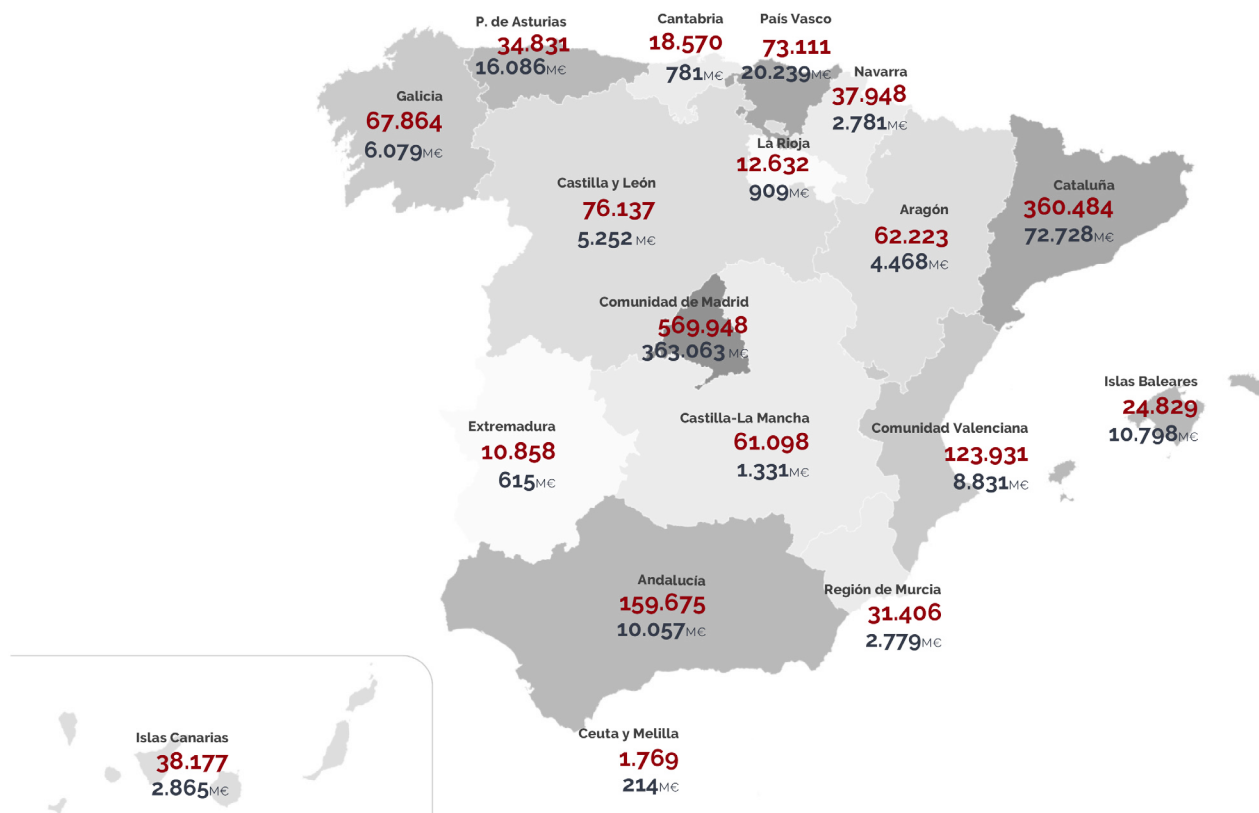 P. de Asturias
34.831
16.086M€
Cantabria
18.570
781M€
País Vasco
73.111
20.239M€
Navarra
37.948
2.781M€
Galicia
67.864
6.079M€
La Rioja
12.632
909M€
Castilla y León
76.137
5.252 M€
Aragón
62.223
4.468M€
Cataluña
360.484
72.728M€
Comunidad de Madrid
569.948
363.063 M€
Islas Baleares
24.829
10.798M€
Extremadura
10.858
615M€
Castilla-La Mancha
61.098
1.331M€
Comunidad Valenciana
123.931
8.831M€
Andalucía
159.675
10.057M€
Región de Murcia
31.406
2.779M€
Islas Canarias
38.177
2.865M€
Ceuta y Melilla
1.769
214M€